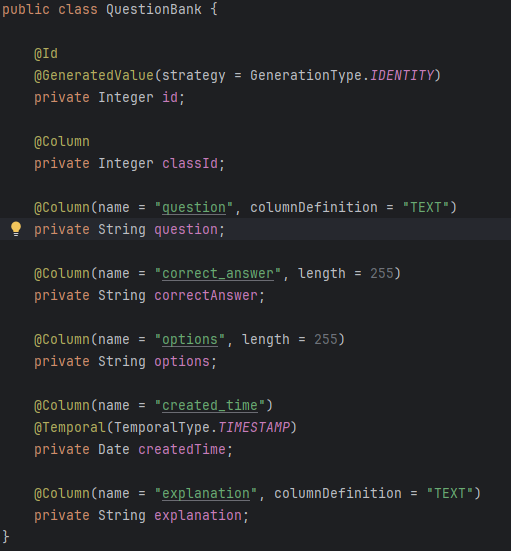 public class QuestionBank {
@Id
@GeneratedValue(strategy = GenerationType.IDENTITY)
private Integer id;
@Column
private Integer classId;
@Column(name = "question", columnDefinition = "TEXT")
private String question;
@Column(name = "correct_answer", length = 255)
private String correctAnswer;
@Column(name = "options", length = 255)
private String options;
@Column(name = "created_time")
@Temporal(TemporalType.TIMESTAMP)
private Date createdTime;
@Column(name = "explanation", columnDefinition = "TEXT")
private String explanation;
}